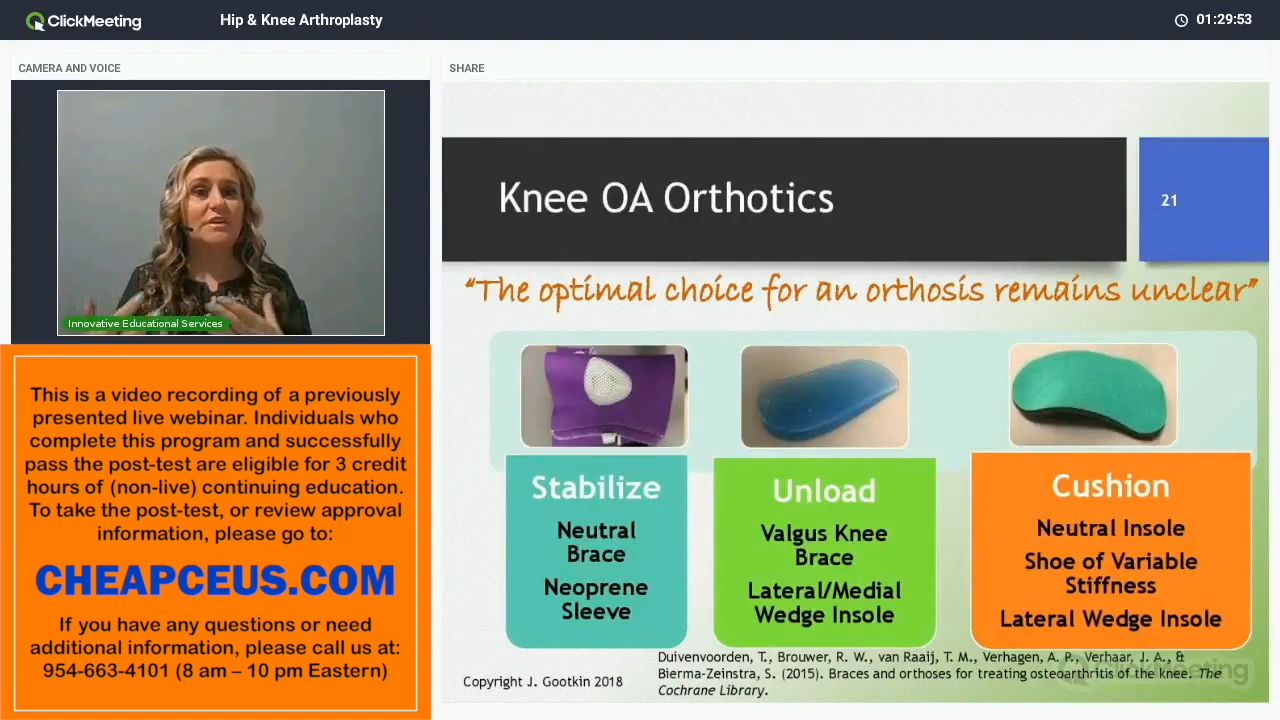 ClickMeeting
Hip & Knee Arthroplasty
01:29:53
CAMERA AND VOICE
SHARE
Innovative Educational Services
This is a video recording of a previously
presented live webinar. Individuals who
complete this program and successfully
pass the post-test are eligible for 3 credit
hours of (non-live) continuing education.
To take the post-test, or review approval
information, please go to:
CHEAPCEUS.COM
If you have any questions or need
additional information, please call us at:
954-663-4101 (8 am – 10 pm Eastern)
Knee OA Orthotics
21
“The optimal choice for an orthosis remains unclear”
Stabilize
Neutral
Brace
Neoprene
Sleeve
Unload
Valgus Knee
Brace
Lateral/Medial
Wedge Insole
Cushion
Neutral Insole
Shoe of Variable
Stiffness
Lateral Wedge Insole
Duivenvoorden, T., Brouwer, R. W., van Raaij, T. M., Verhagen, A. P., Verhaar, J. A., &
Bierma-Zeinstra, S. (2015). Braces and orthoses for treating osteoarthritis of the knee. The
Cochrane Library.
Copyright J. Gootkin 2018
ClickMeeting